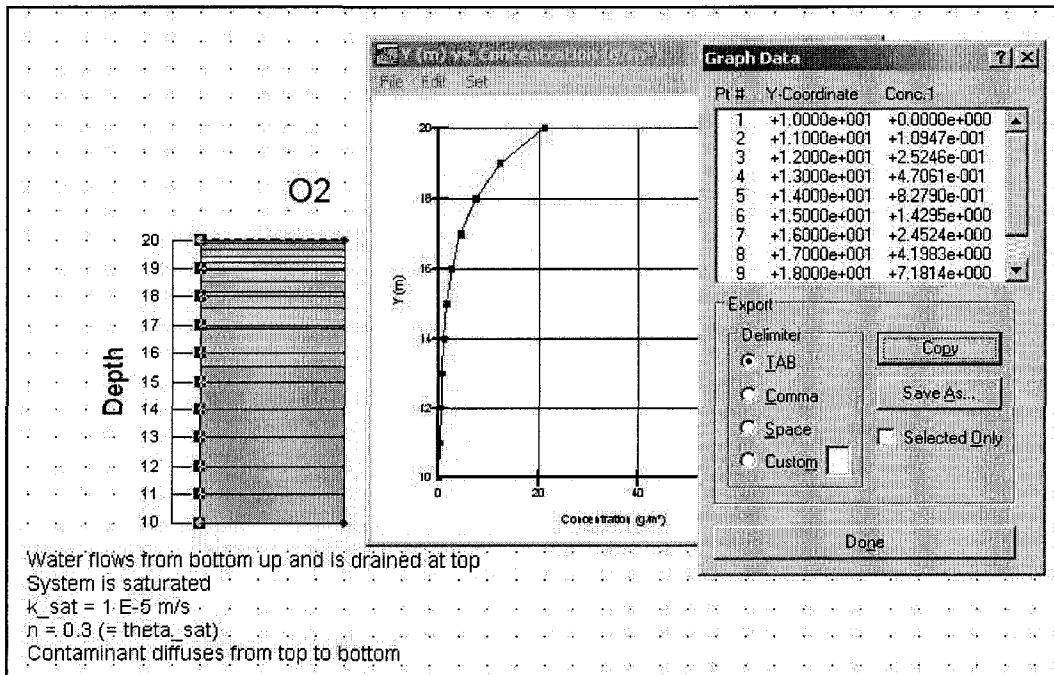 Y (m) vs. Concentration (g/m³)
File Edit Set
20
18
16
14
12
10
Y (m)
0 20 40
Concentration (g/m³)
Graph Data
Pt # Y-Coordinate Conc.1
1 +1.0000e+001 +0.0000e+000
2 +1.1000e+001 +1.0947e-001
3 +1.2000e+001 +2.5246e-001
4 +1.3000e+001 +4.7061e-001
5 +1.4000e+001 +8.2790e-001
6 +1.5000e+001 +1.4295e+000
7 +1.6000e+001 +2.4524e+000
8 +1.7000e+001 +4.1983e+000
9 +1.8000e+001 +7.1814e+000
Export
Delimiter
TAB
Comma
Space
Custom
Copy
Save As...
Selected Only
Done
O2
20
19
18
17
16
15
14
13
12
11
10
Depth
Water flows from bottom up and is drained at top
System is saturated
k_sat = 1 E-5 m/s
n = 0.3 (= theta_sat)
Contaminant diffuses from top to bottom